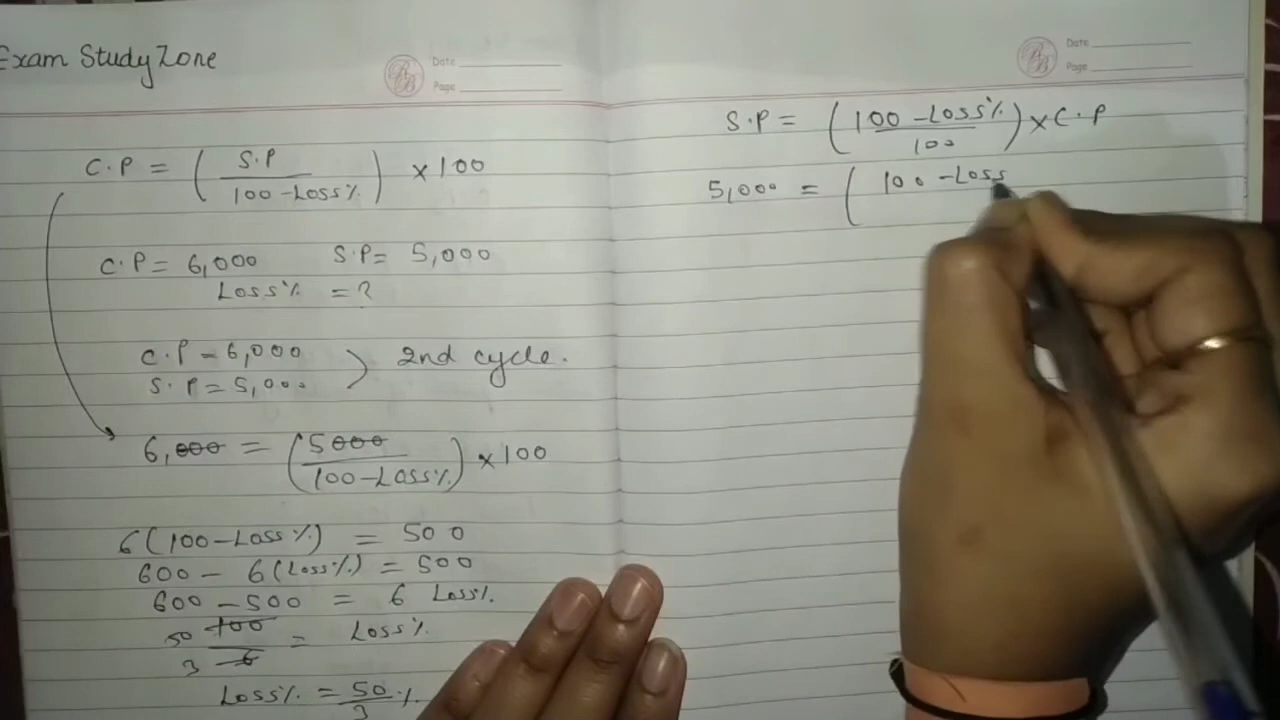 Exam Study Zone
Date
Page
C.P = ( S.P / 100 - Loss% ) × 100
C.P = 6,000 S.P = 5,000
Loss% = ?
C.P = 6,000
S.P = 5,000 ) 2nd cycle.
6,000 = ( 5000 / 100 - Loss% ) × 100
6(100 - Loss%) = 500
600 - 6(Loss%) = 500
600 - 500 = 6 Loss%.
50 100 / 3 6 = Loss%.
Loss% = 50/3 %.
Date
Page
S.P = ( 100 - Loss% / 100 ) × C.P
5,000 = ( 100 - Loss